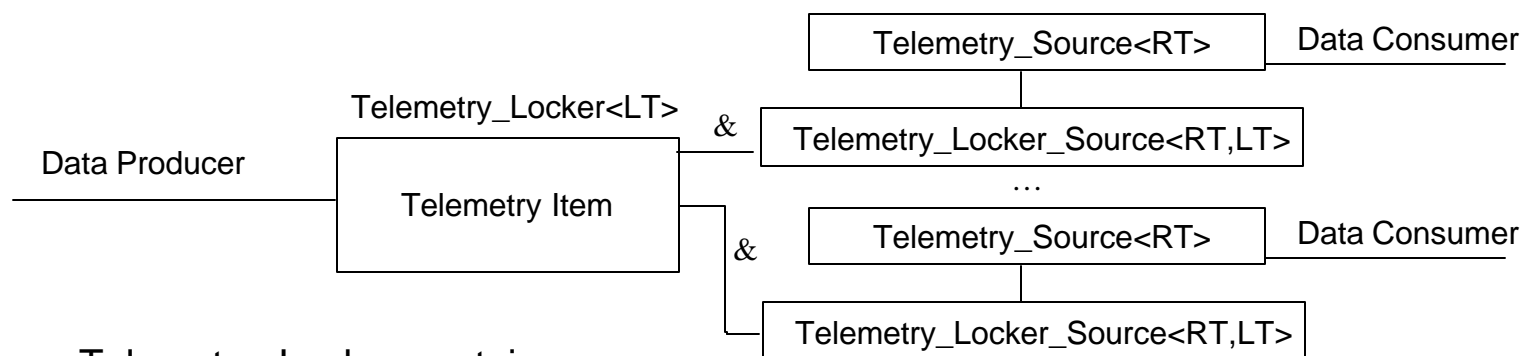 Telemetry_Source<RT>
Data Consumer
Telemetry_Locker<LT>
&
Telemetry_Locker_Source<RT,LT>
Data Producer
Telemetry Item
...
Telemetry_Source<RT>
Data Consumer
&
Telemetry_Locker_Source<RT,LT>